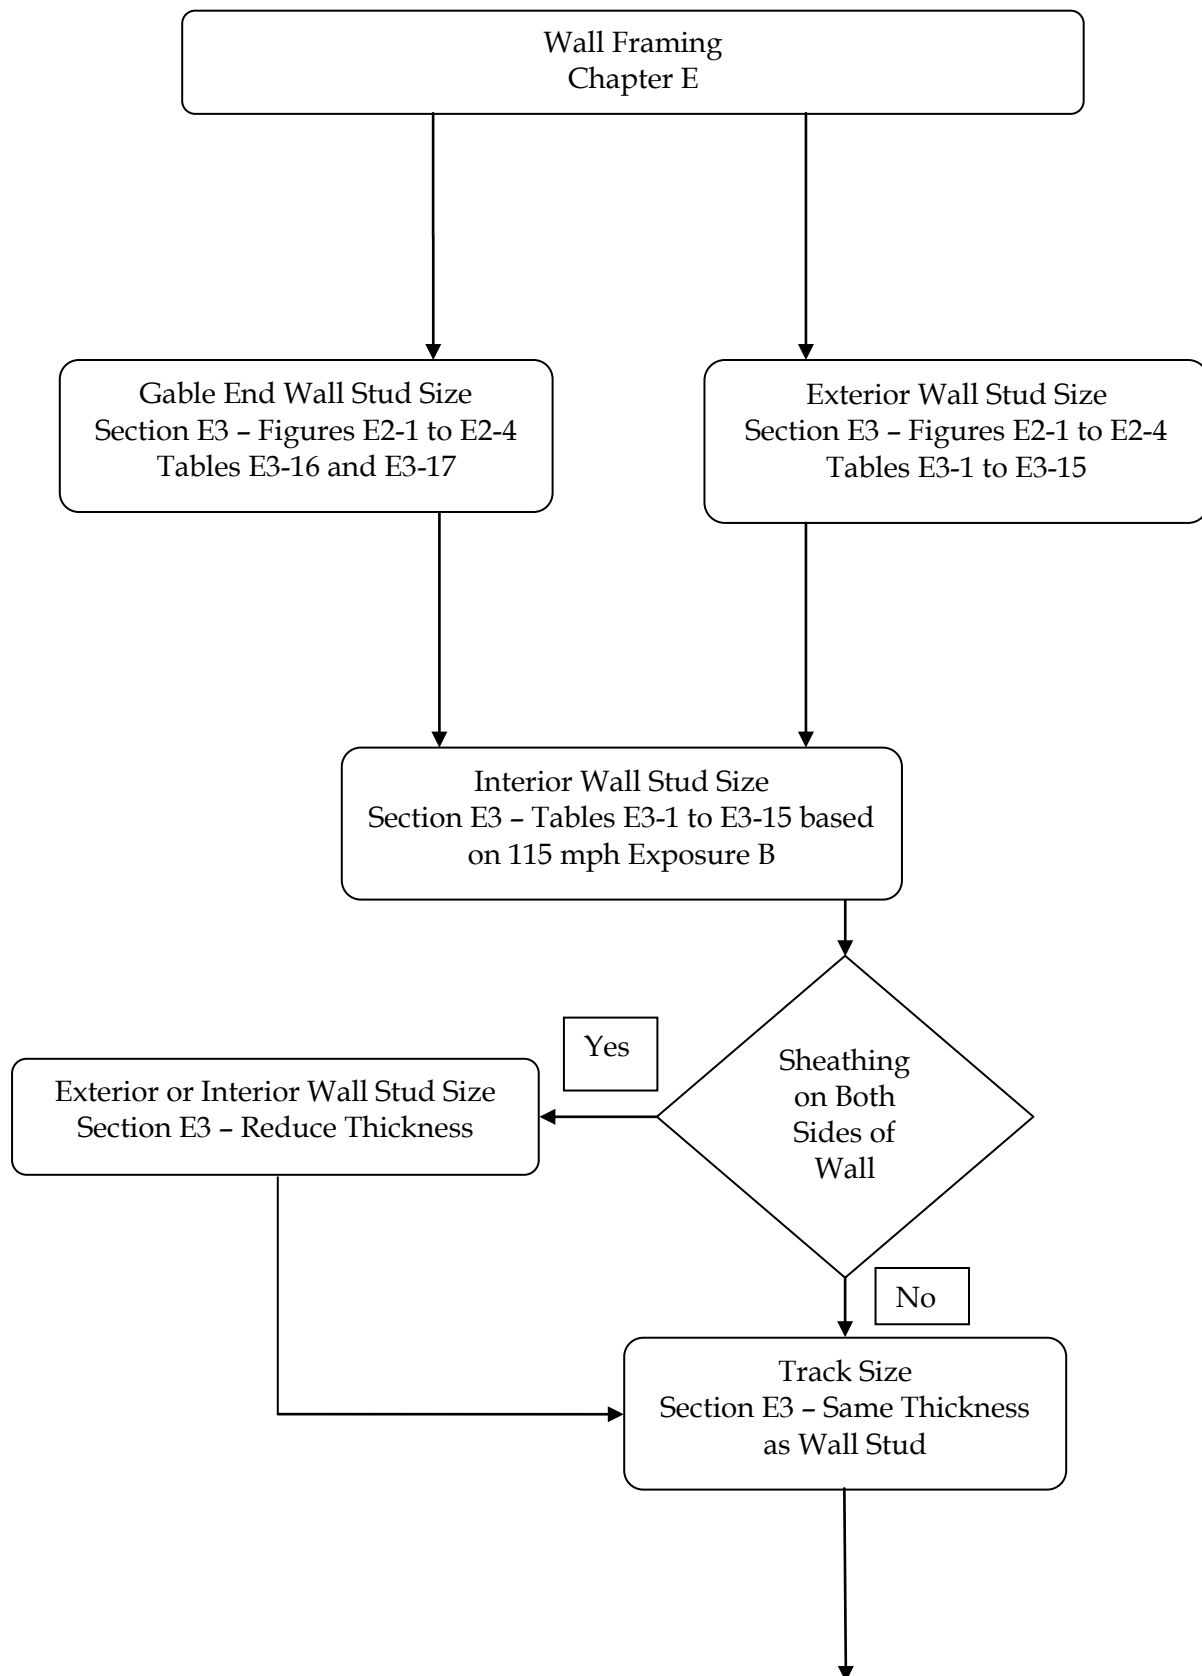 Wall Framing
Chapter E
Gable End Wall Stud Size
Section E3 – Figures E2-1 to E2-4
Tables E3-16 and E3-17
Exterior Wall Stud Size
Section E3 – Figures E2-1 to E2-4
Tables E3-1 to E3-15
Interior Wall Stud Size
Section E3 – Tables E3-1 to E3-15 based
on 115 mph Exposure B
Sheathing
on Both
Sides of
Wall
Yes
Exterior or Interior Wall Stud Size
Section E3 – Reduce Thickness
No
Track Size
Section E3 – Same Thickness
as Wall Stud